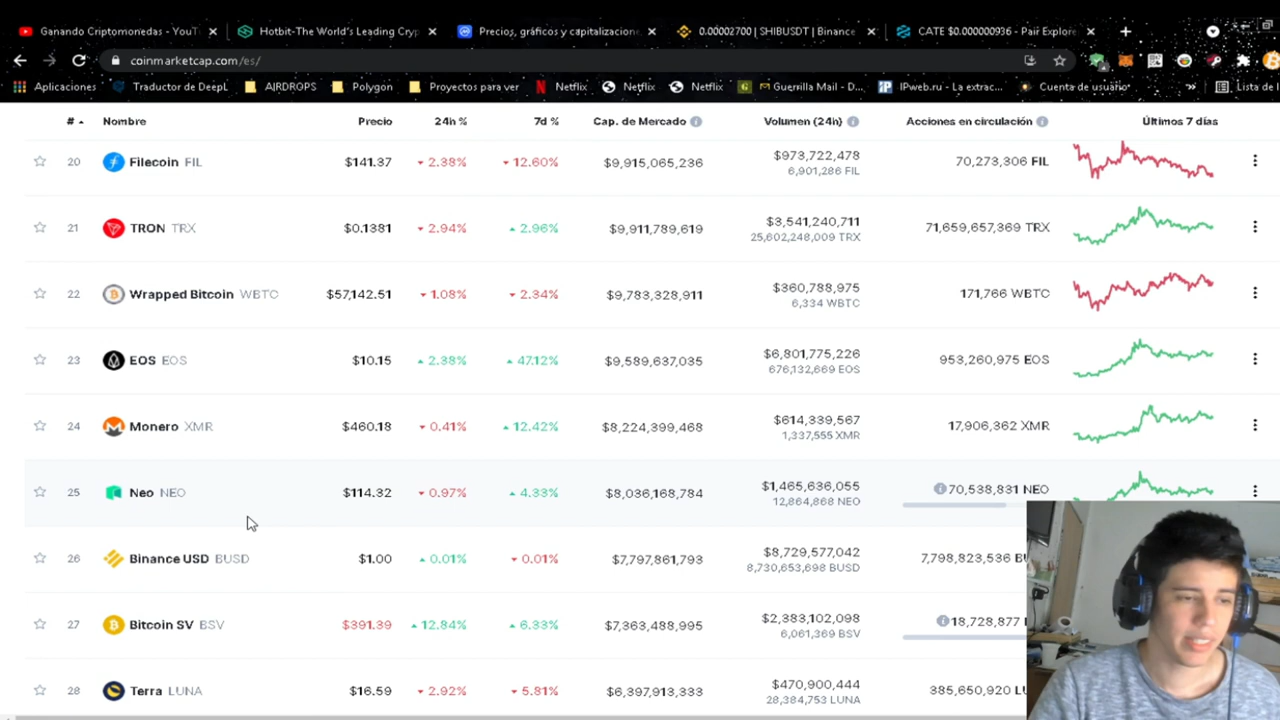 Ganando Criptomonedas - YouT
Hotbit-The World's Leading Cryp
Precios, gráficos y capitalizacion
0.00002700 | SHIBUSDT | Binance
CATE $0.000000936 - Pair Explore
coinmarketcap.com/es/
Aplicaciones
Traductor de DeepL
AIRDROPS
Polygon
Proyectos para ver
Netflix
Netflix
Netflix
Guerrilla Mail - D...
IPweb.ru - La extrac...
Cuenta de usuario'
Lista de l
# Nombre Precio 24h % 7d % Cap. de Mercado Volumen (24h) Acciones en circulación Últimos 7 días
20 Filecoin FIL $141.37 2.38% 12.60% $9,915,065,236 $973,722,478 70,273,306 FIL
6,901,286 FIL
21 TRON TRX $0.1381 2.94% 2.96% $9,911,789,619 $3,541,240,711 71,659,657,369 TRX
25,602,248,009 TRX
22 Wrapped Bitcoin WBTC $57,142.51 1.08% 2.34% $9,783,328,911 $360,788,975 171,766 WBTC
6,334 WBTC
23 EOS EOS $10.15 2.38% 47.12% $9,589,637,035 $6,801,775,226 953,260,975 EOS
676,132,669 EOS
24 Monero XMR $460.18 0.41% 12.42% $8,224,399,468 $614,339,567 17,906,362 XMR
1,337,555 XMR
25 Neo NEO $114.32 0.97% 4.33% $8,036,168,784 $1,465,636,055 70,538,831 NEO
12,864,868 NEO
26 Binance USD BUSD $1.00 0.01% 0.01% $7,797,861,793 $8,729,577,042 7,798,823,536 BU
8,730,653,698 BUSD
27 Bitcoin SV BSV $391.39 12.84% 6.33% $7,363,488,995 $2,383,102,098 18,728,877
6,061,369 BSV
28 Terra LUNA $16.59 2.92% 5.81% $6,397,913,333 $470,900,444 385,650,920 LU
28,384,753 LUNA